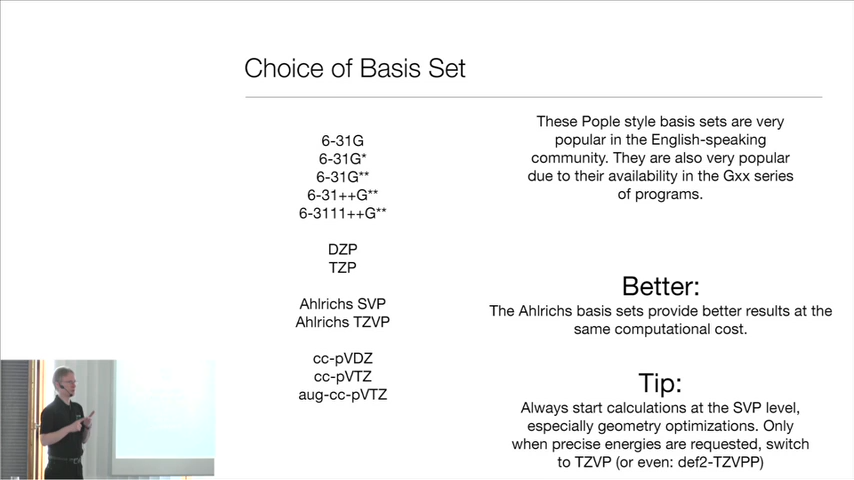 Choice of Basis Set
6-31G
6-31G*
6-31G**
6-31++G**
6-3111++G**
DZP
TZP
Ahlrichs SVP
Ahlrichs TZVP
cc-pVDZ
cc-pVTZ
aug-cc-pVTZ
These Pople style basis sets are very
popular in the English-speaking
community. They are also very popular
due to their availability in the Gxx series
of programs.
Better:
The Ahlrichs basis sets provide better results at the
same computational cost.
Tip:
Always start calculations at the SVP level,
especially geometry optimizations. Only
when precise energies are requested, switch
to TZVP (or even: def2-TZVPP)